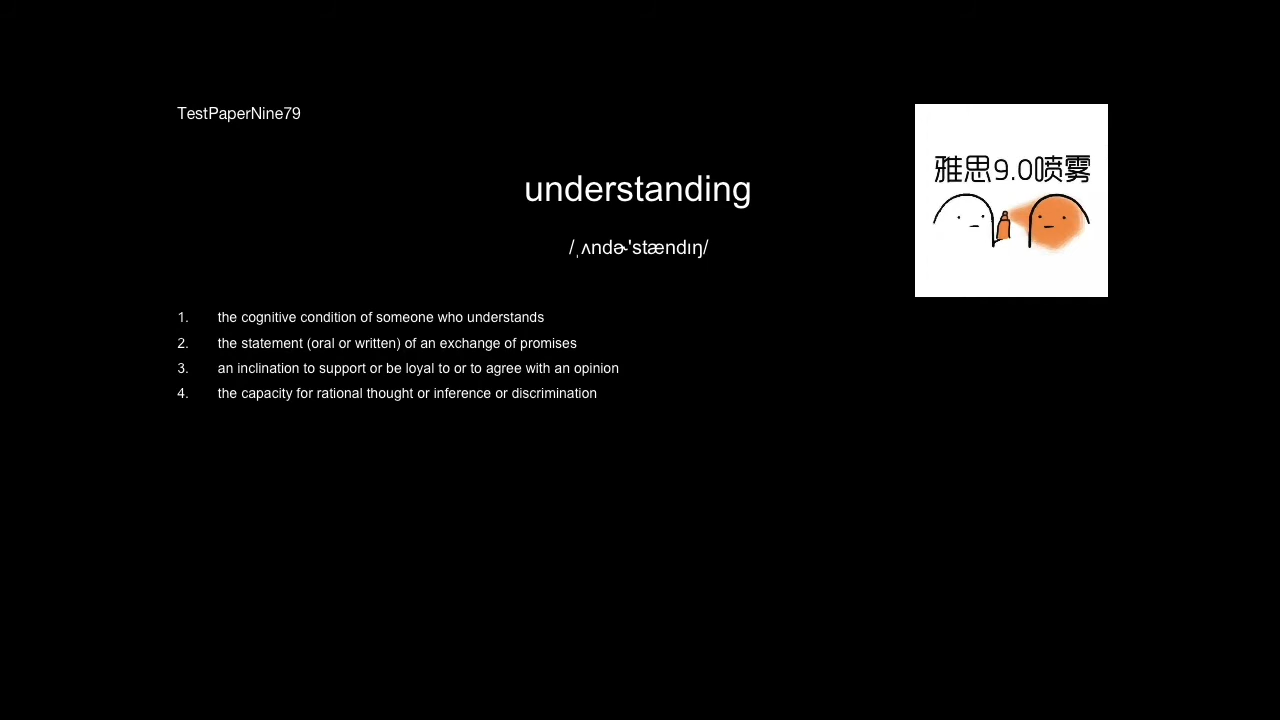 TestPaperNine79
雅思9.0喷雾
understanding
/ˌʌndɚˈstændɪŋ/
1. the cognitive condition of someone who understands
2. the statement (oral or written) of an exchange of promises
3. an inclination to support or be loyal to or to agree with an opinion
4. the capacity for rational thought or inference or discrimination